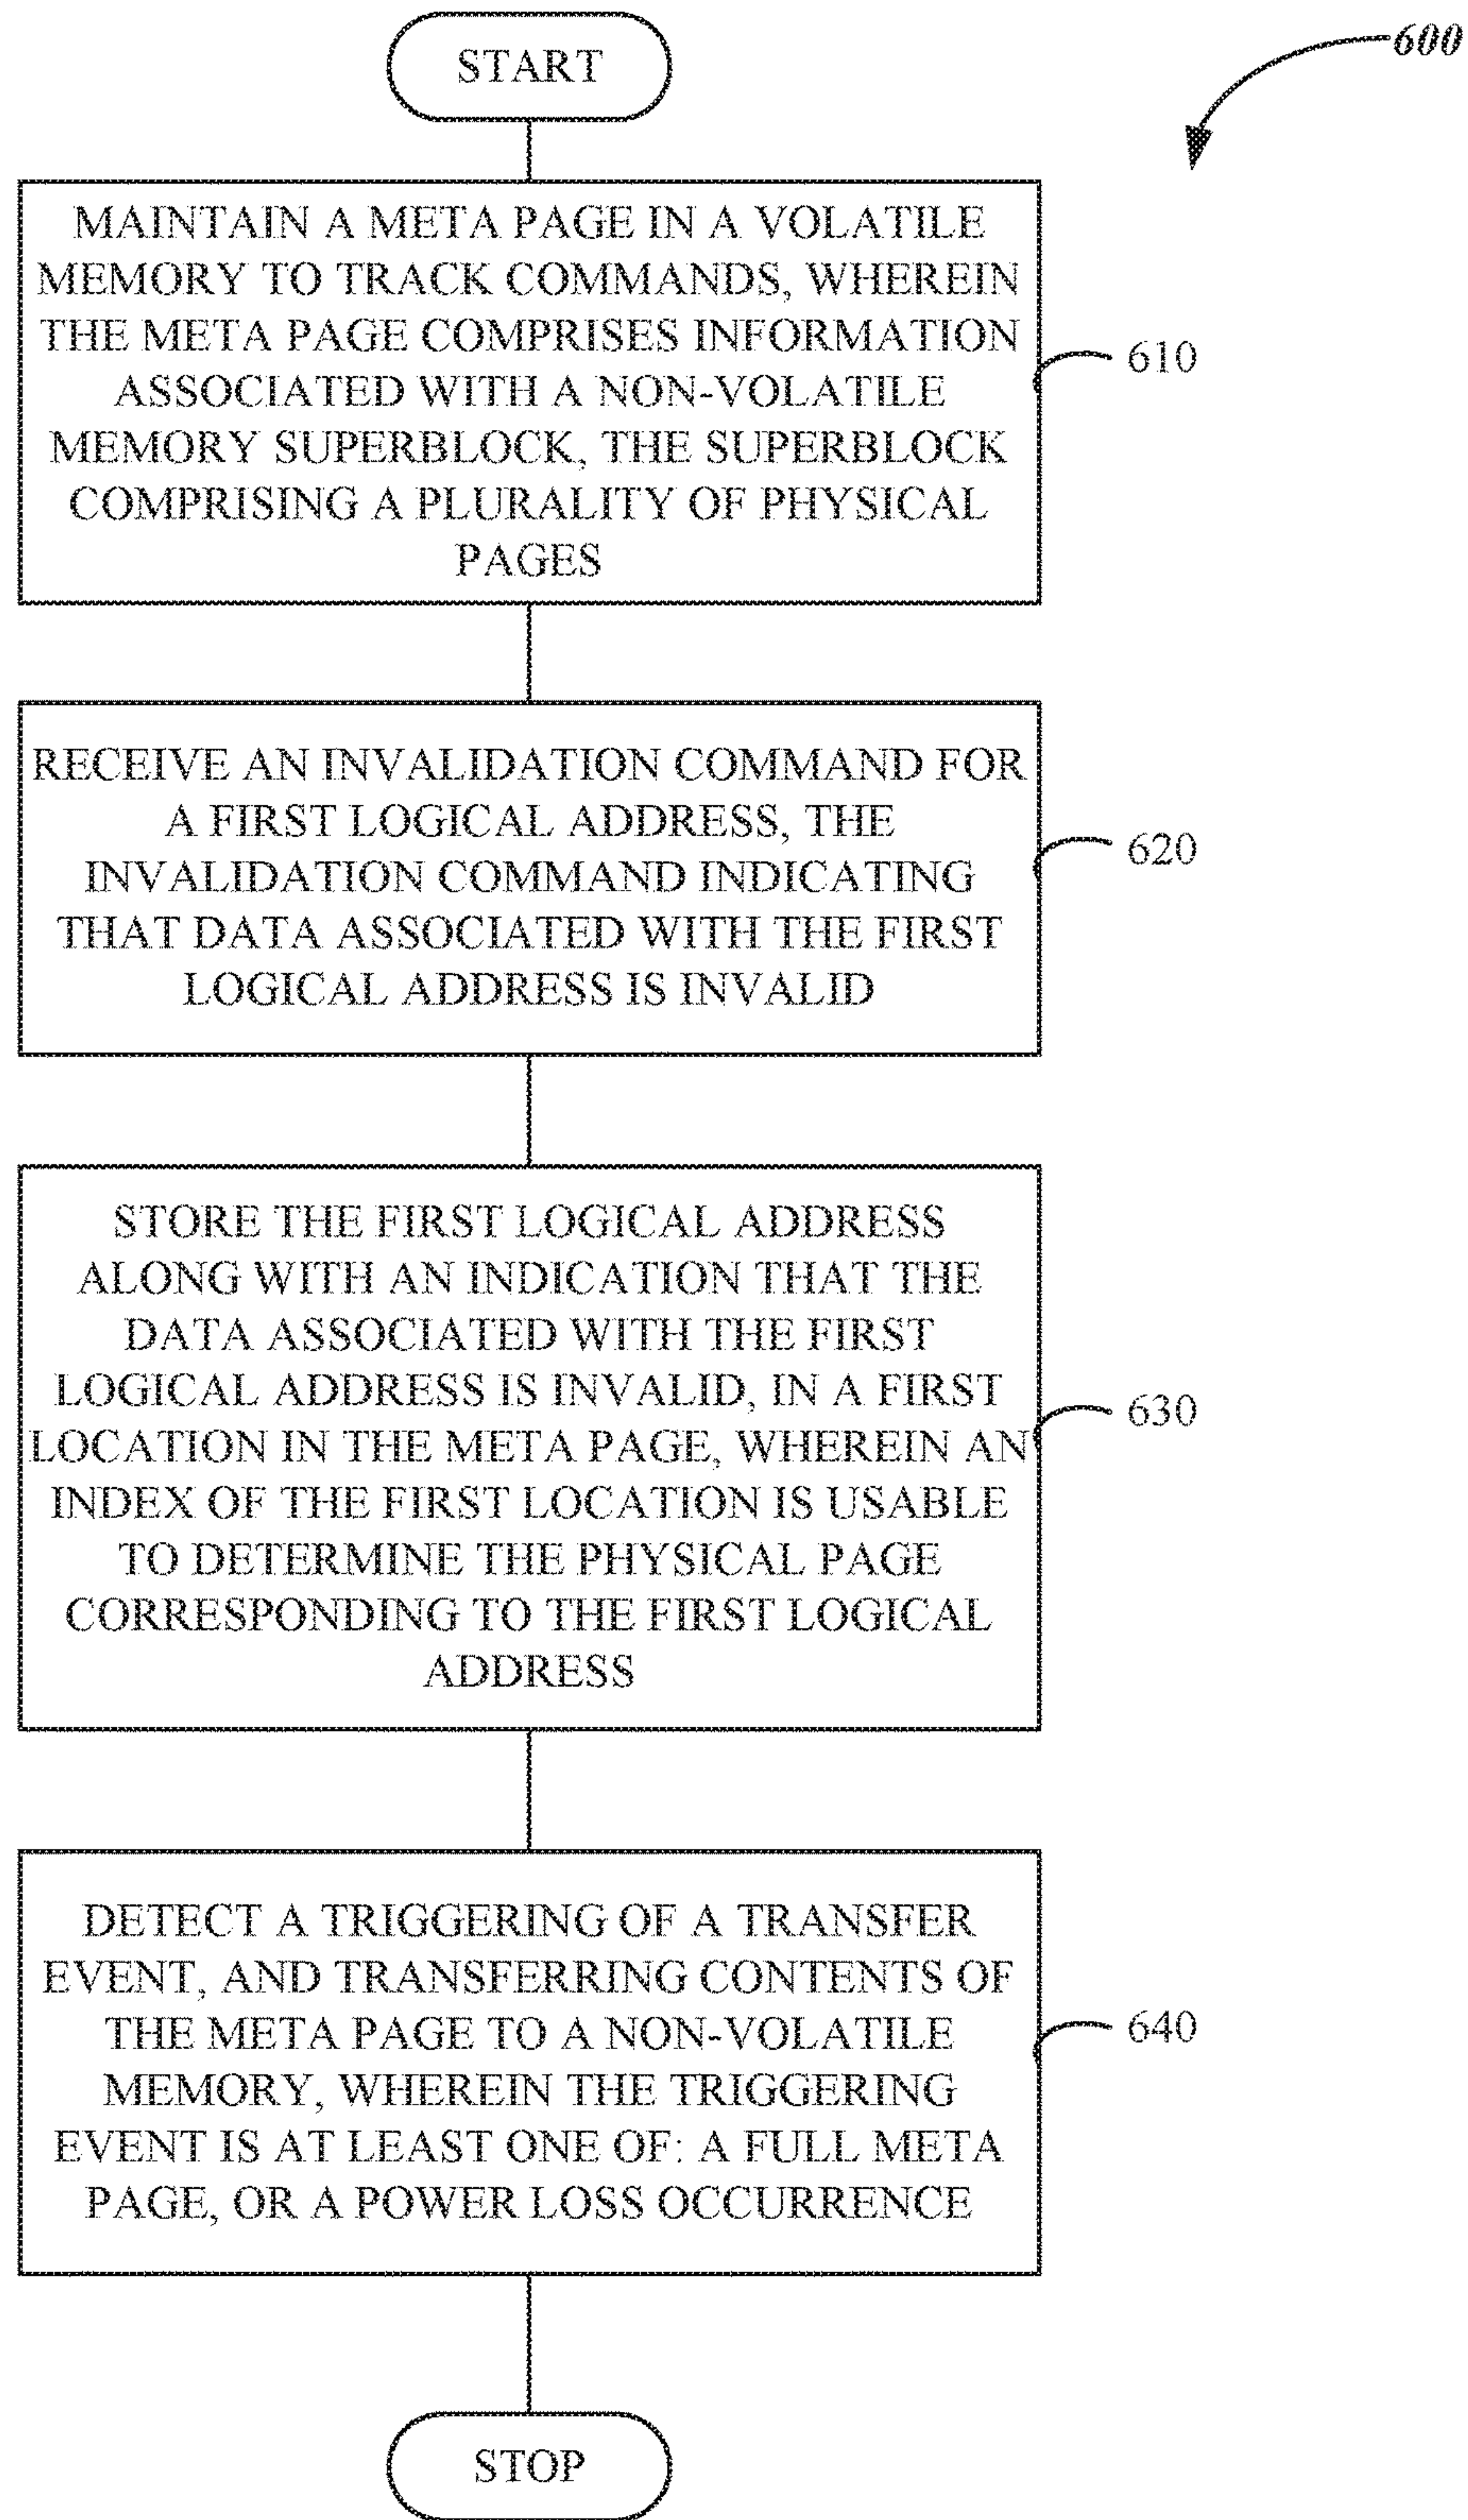 600
START
MAINTAIN A META PAGE IN A VOLATILE
MEMORY TO TRACK COMMANDS, WHEREIN
THE META PAGE COMPRISES INFORMATION
ASSOCIATED WITH A NON-VOLATILE
MEMORY SUPERBLOCK, THE SUPERBLOCK
COMPRISING A PLURALITY OF PHYSICAL
PAGES
610
RECEIVE AN INVALIDATION COMMAND FOR
A FIRST LOGICAL ADDRESS, THE
INVALIDATION COMMAND INDICATING
THAT DATA ASSOCIATED WITH THE FIRST
LOGICAL ADDRESS IS INVALID
620
STORE THE FIRST LOGICAL ADDRESS
ALONG WITH AN INDICATION THAT THE
DATA ASSOCIATED WITH THE FIRST
LOGICAL ADDRESS IS INVALID, IN A FIRST
LOCATION IN THE META PAGE, WHEREIN AN
INDEX OF THE FIRST LOCATION IS USABLE
TO DETERMINE THE PHYSICAL PAGE
CORRESPONDING TO THE FIRST LOGICAL
ADDRESS
630
DETECT A TRIGGERING OF A TRANSFER
EVENT, AND TRANSFERRING CONTENTS OF
THE META PAGE TO A NON-VOLATILE
MEMORY, WHEREIN THE TRIGGERING
EVENT IS AT LEAST ONE OF: A FULL META
PAGE, OR A POWER LOSS OCCURRENCE
640
STOP